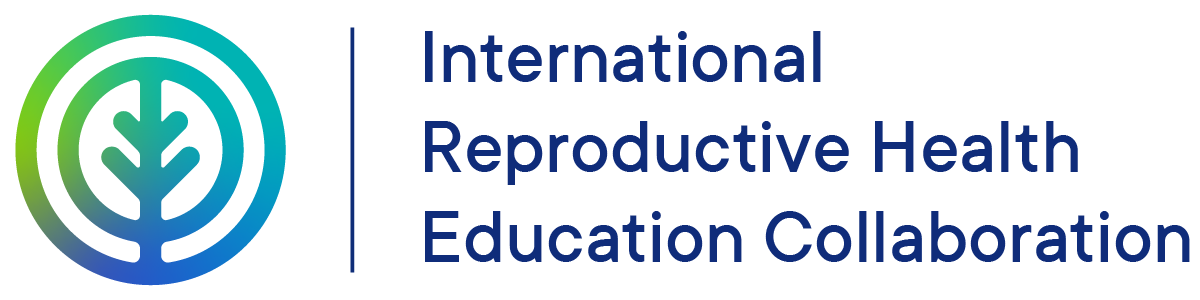 International
Reproductive Health
Education Collaboration